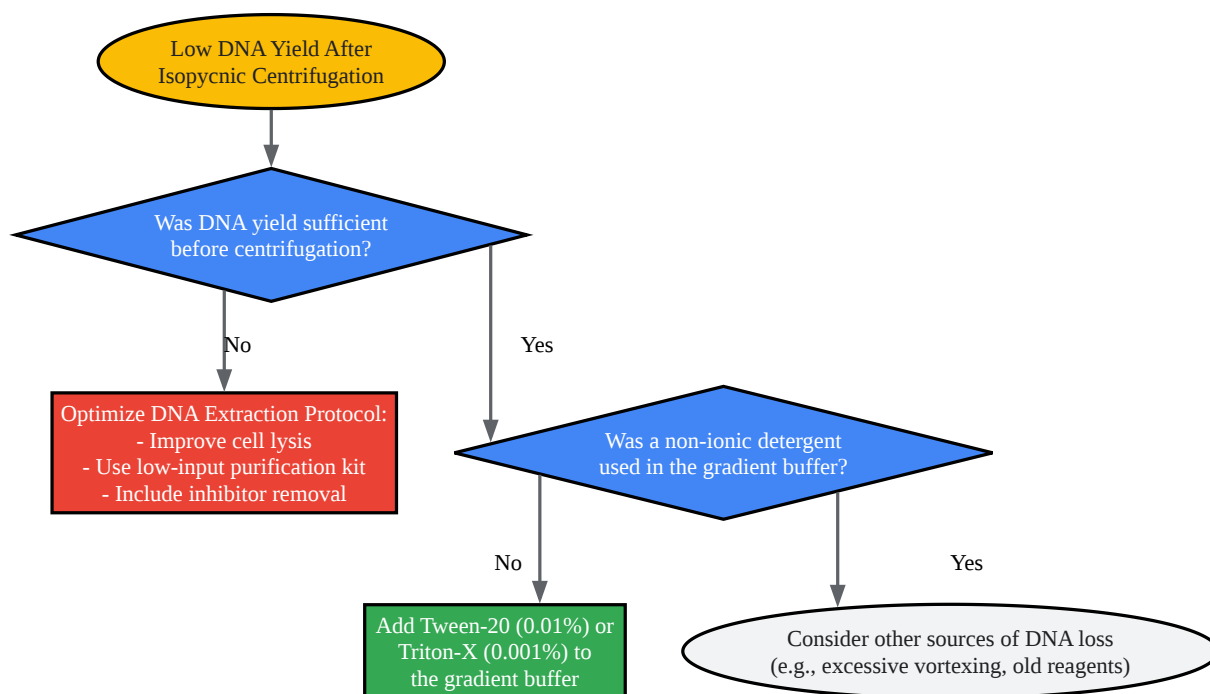 Low DNA Yield After
Isopycnic Centrifugation
Was DNA yield sufficient
before centrifugation?
No
Yes
Optimize DNA Extraction Protocol:
- Improve cell lysis
- Use low-input purification kit
- Include inhibitor removal
Was a non-ionic detergent
used in the gradient buffer?
No
Yes
Add Tween-20 (0.01%) or
Triton-X (0.001%) to
the gradient buffer
Consider other sources of DNA loss
(e.g., excessive vortexing, old reagents)